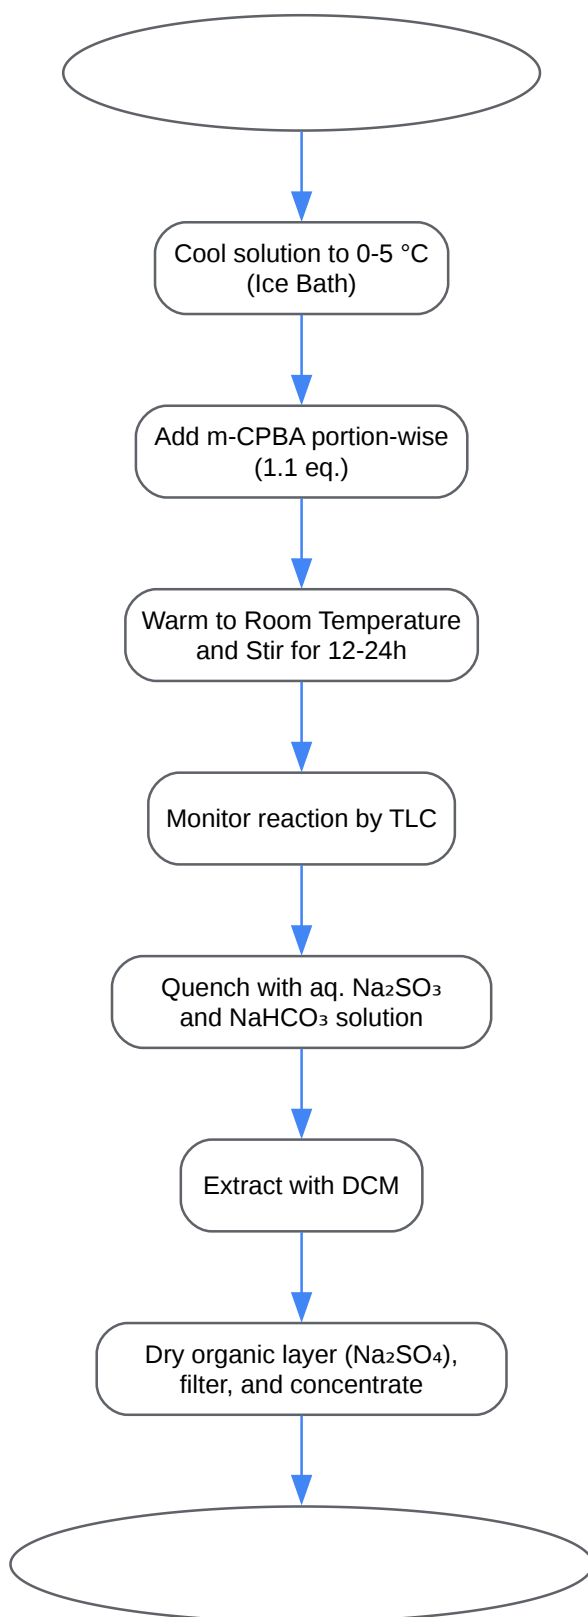 Cool solution to 0-5 °C
(Ice Bath)
Add m-CPBA portion-wise
(1.1 eq.)
Warm to Room Temperature
and Stir for 12-24h
Monitor reaction by TLC
Quench with aq. Na₂SO₃
and NaHCO₃ solution
Extract with DCM
Dry organic layer (Na₂SO₄),
filter, and concentrate